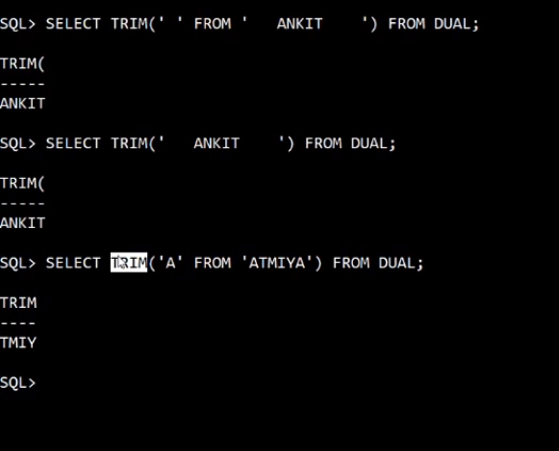 SQL> SELECT TRIM(' ' FROM '   ANKIT    ') FROM DUAL;
TRIM(
-----
ANKIT
SQL> SELECT TRIM('   ANKIT    ') FROM DUAL;
TRIM(
-----
ANKIT
SQL> SELECT TRIM('A' FROM 'ATMIYA') FROM DUAL;
TRIM
----
TMIY
SQL>